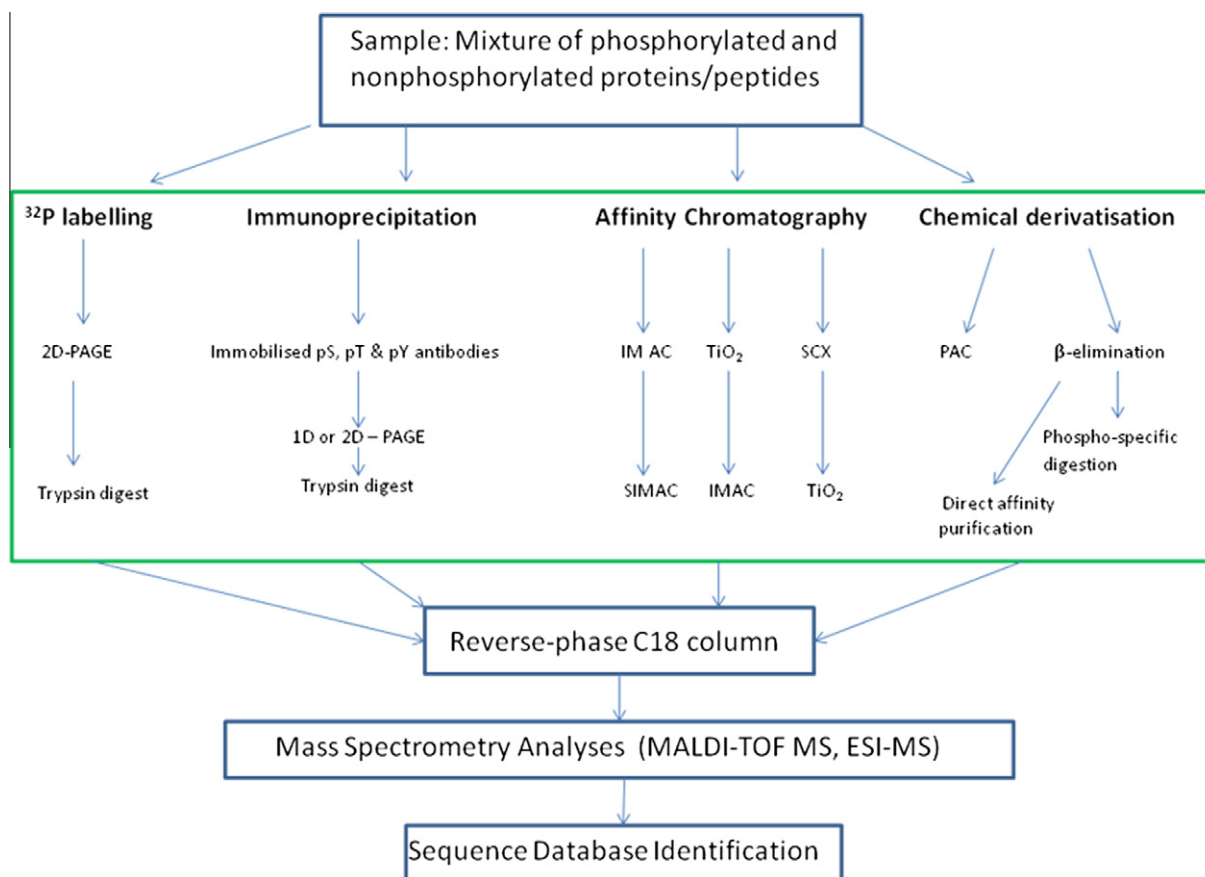 Sample: Mixture of phosphorylated and
nonphosphorylated proteins/peptides
³²P labelling
Immunoprecipitation
Affinity Chromatography
Chemical derivatisation
2D-PAGE
Immobilised pS, pT & pY antibodies
IM AC
TiO₂
SCX
PAC
β-elimination
1D or 2D – PAGE
Phospho-specific
digestion
Trypsin digest
Trypsin digest
SIMAC
IMAC
TiO₂
Direct affinity
purification
Reverse-phase C18 column
Mass Spectrometry Analyses (MALDI-TOF MS, ESI-MS)
Sequence Database Identification